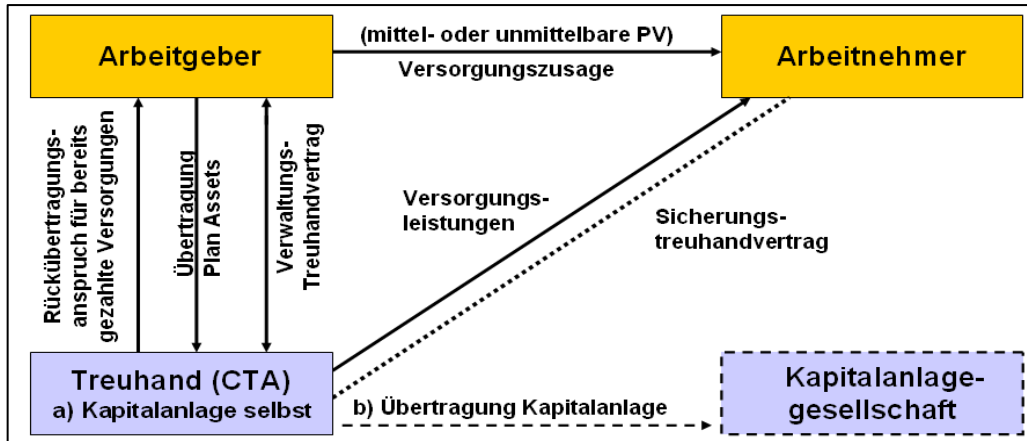 Arbeitgeber
(mittel- oder unmittelbare PV)
Versorgungszusage
Arbeitnehmer
Rückübertragungs-
anspruch für bereits
gezahlte Versorgungen
Übertragung
Plan Assets
Verwaltungs-
Treuhandvertrag
Versorgungs-
leistungen
Sicherungs-
treuhandvertrag
Treuhand (CTA)
a) Kapitalanlage selbst
b) Übertragung Kapitalanlage
Kapitalanlage-
gesellschaft